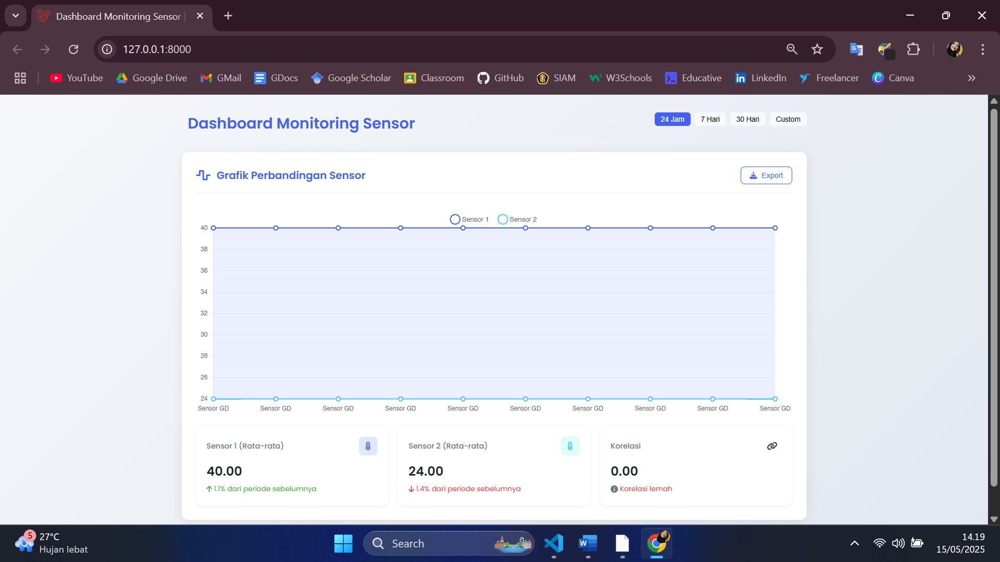 Dashboard Monitoring Sensor |
127.0.0.1:8000
YouTube Google Drive GMail GDocs Google Scholar Classroom GitHub SIAM W3Schools Educative LinkedIn Freelancer Canva
Dashboard Monitoring Sensor
24 Jam 7 Hari 30 Hari Custom
Grafik Perbandingan Sensor
Export
Sensor 1 Sensor 2
40
38
36
34
32
30
28
26
24
Sensor GD Sensor GD Sensor GD Sensor GD Sensor GD Sensor GD Sensor GD Sensor GD Sensor GD Sensor GD
Sensor 1 (Rata-rata)
40.00
1.1% dari periode sebelumnya
Sensor 2 (Rata-rata)
24.00
1.4% dari periode sebelumnya
Korelasi
0.00
Korelasi lemah
5
27°C
Hujan lebat
Search
14.19
15/05/2025